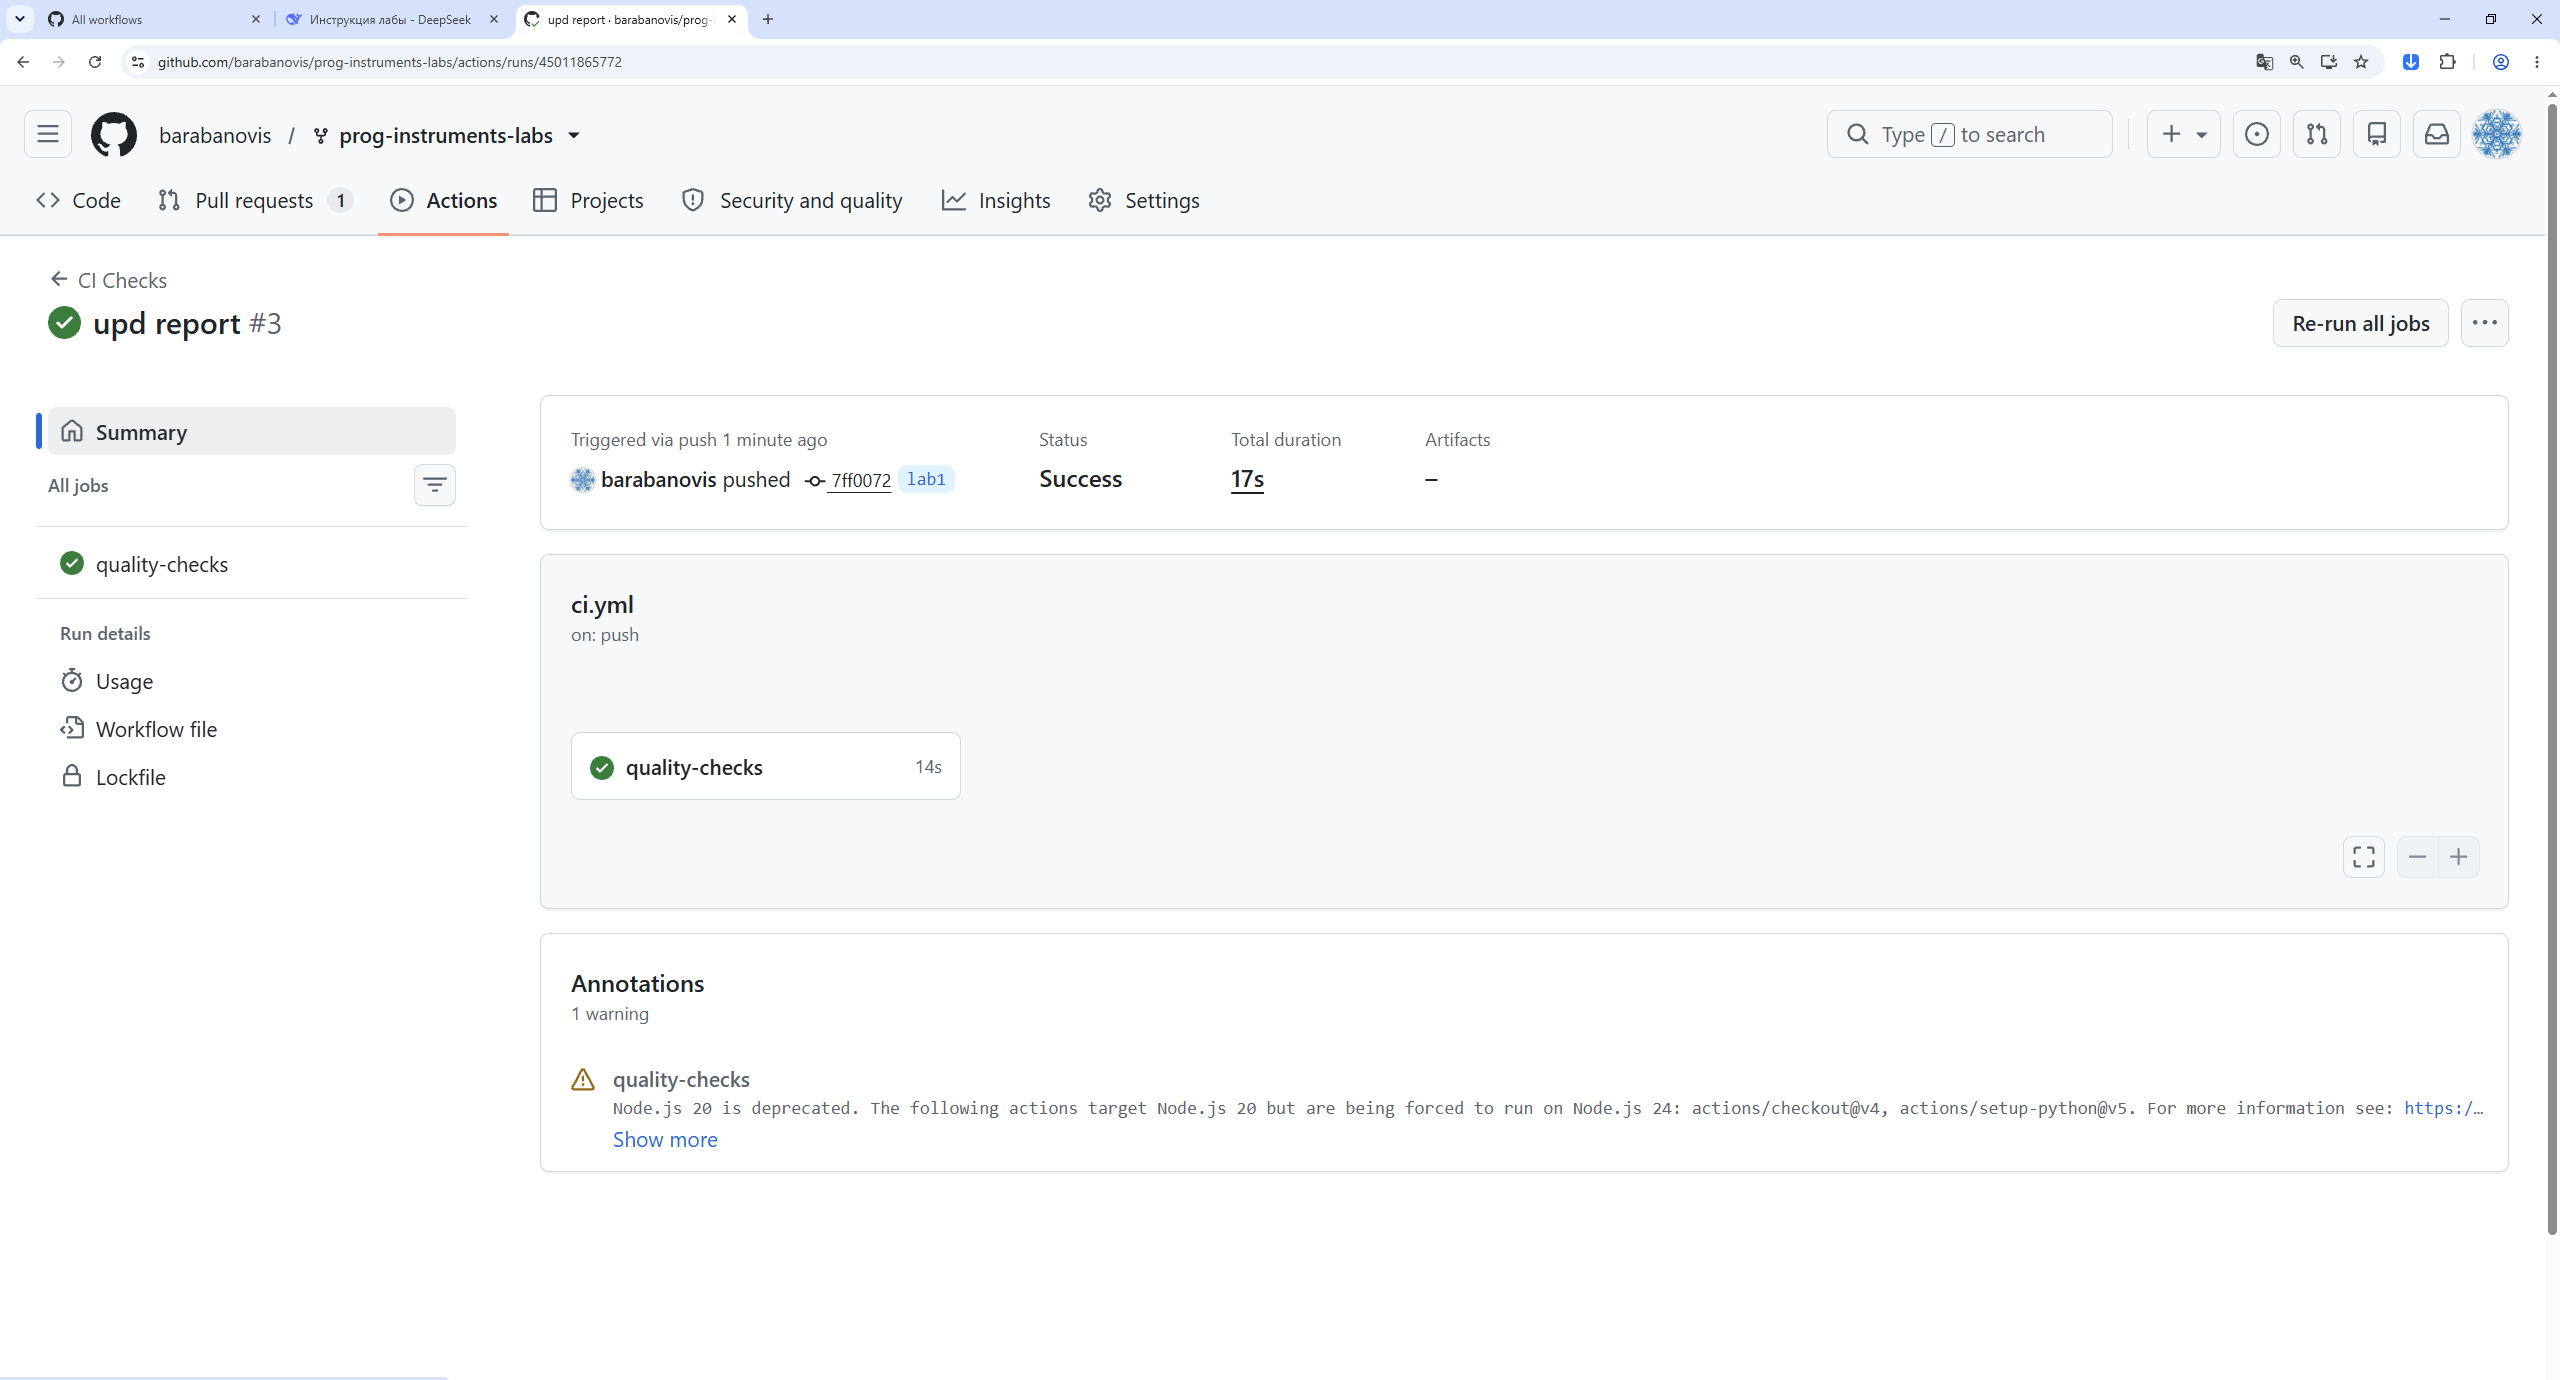 All workflows
Инструкция лабы - DeepSeek
upd report · barabanovis/prog-
github.com/barabanovis/prog-instruments-labs/actions/runs/45011865772
barabanovis / prog-instruments-labs
Type / to search
Code
Pull requests 1
Actions
Projects
Security and quality
Insights
Settings
CI Checks
upd report #3
Re-run all jobs
Summary
All jobs
quality-checks
Run details
Usage
Workflow file
Lockfile
Triggered via push 1 minute ago
barabanovis pushed 7ff0072 lab1
Status
Success
Total duration
17s
Artifacts
–
ci.yml
on: push
quality-checks 14s
Annotations
1 warning
quality-checks
Node.js 20 is deprecated. The following actions target Node.js 20 but are being forced to run on Node.js 24: actions/checkout@v4, actions/setup-python@v5. For more information see: https:/…
Show more